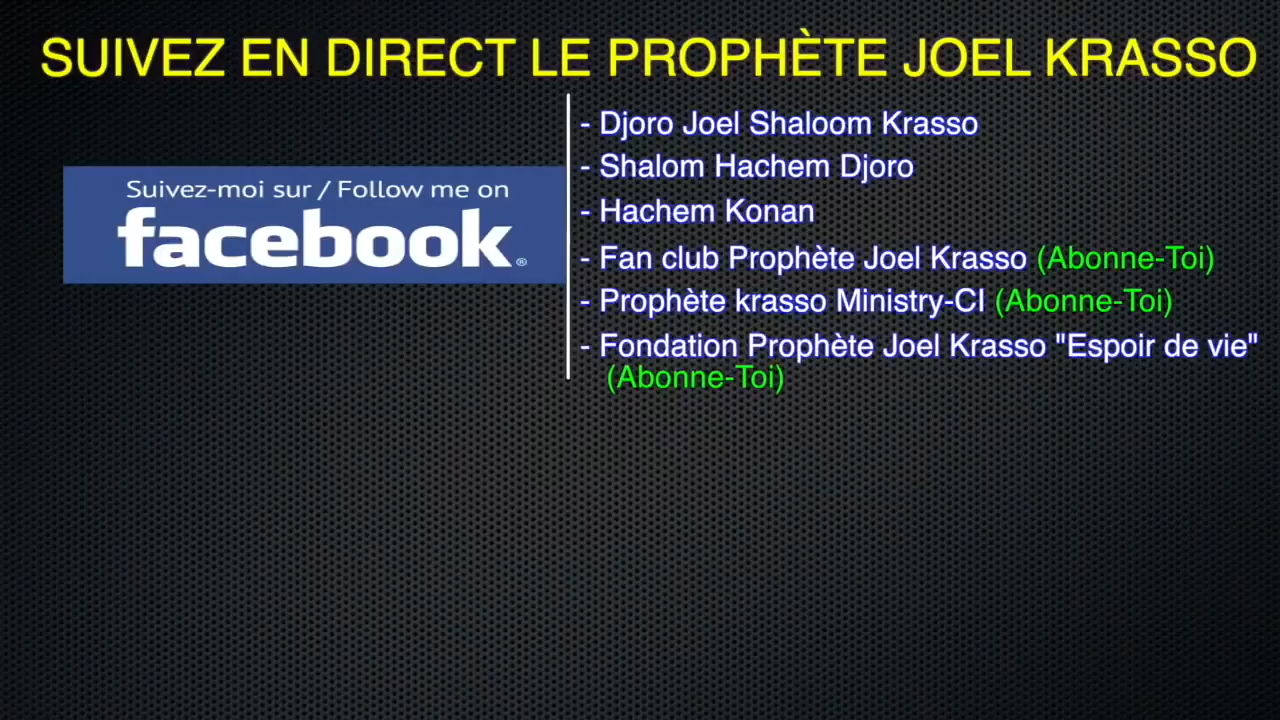 SUIVEZ EN DIRECT LE PROPHÈTE JOEL KRASSO
Suivez-moi sur / Follow me on
facebook®
- Djoro Joel Shaloom Krasso
- Shalom Hachem Djoro
- Hachem Konan
- Fan club Prophète Joel Krasso (Abonne-Toi)
- Prophète krasso Ministry-CI (Abonne-Toi)
- Fondation Prophète Joel Krasso "Espoir de vie"
(Abonne-Toi)